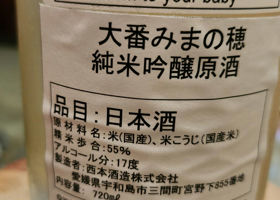 to your baby
大番みまの穂
純米吟醸原酒
品目：日本酒
原材料名：米(国産)、米こうじ(国産米)
精米歩合：55%
アルコール分：17度
製造者：西本酒造株式会社
愛媛県宇和島市三間町宮野下855番地
内容量：720㎖